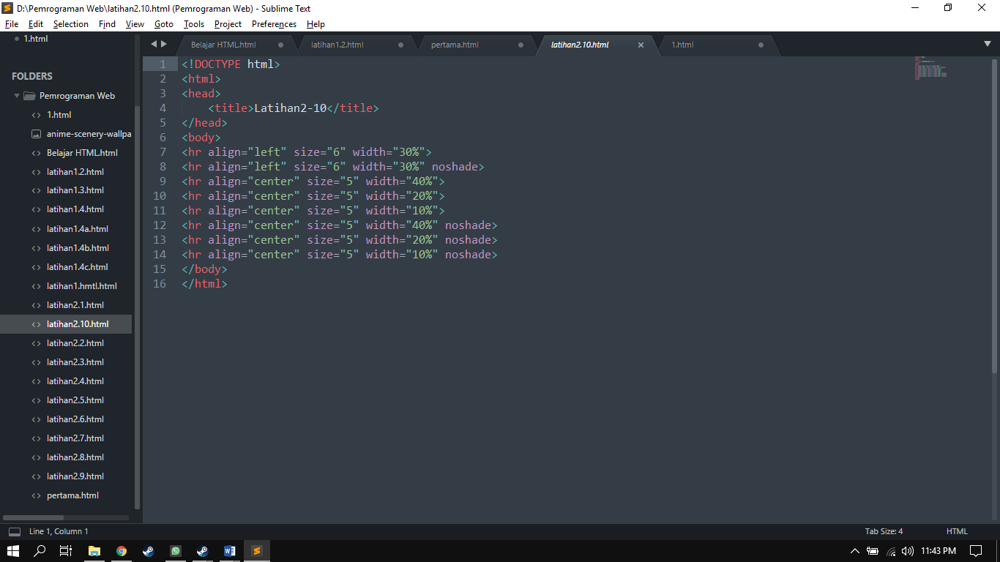 D:\Pemrograman Web\latihan2.10.html (Pemrograman Web) - Sublime Text
File Edit Selection Find View Goto Tools Project Preferences Help
1.html
FOLDERS
Pemrograman Web
1.html
anime-scenery-wallpa
Belajar HTML.html
latihan1.2.html
latihan1.3.html
latihan1.4.html
latihan1.4a.html
latihan1.4b.html
latihan1.4c.html
latihan1.hmtl.html
latihan2.1.html
latihan2.10.html
latihan2.2.html
latihan2.3.html
latihan2.4.html
latihan2.5.html
latihan2.6.html
latihan2.7.html
latihan2.8.html
latihan2.9.html
pertama.html
Belajar HTML.html latihan1.2.html pertama.html latihan2.10.html 1.html
1 <!DOCTYPE html>
2 <html>
3 <head>
4 <title>Latihan2-10</title>
5 </head>
6 <body>
7 <hr align="left" size="6" width="30%">
8 <hr align="left" size="6" width="30%" noshade>
9 <hr align="center" size="5" width="40%">
10 <hr align="center" size="5" width="20%">
11 <hr align="center" size="5" width="10%">
12 <hr align="center" size="5" width="40%" noshade>
13 <hr align="center" size="5" width="20%" noshade>
14 <hr align="center" size="5" width="10%" noshade>
15 </body>
16 </html>
Line 1, Column 1 Tab Size: 4 HTML
11:43 PM